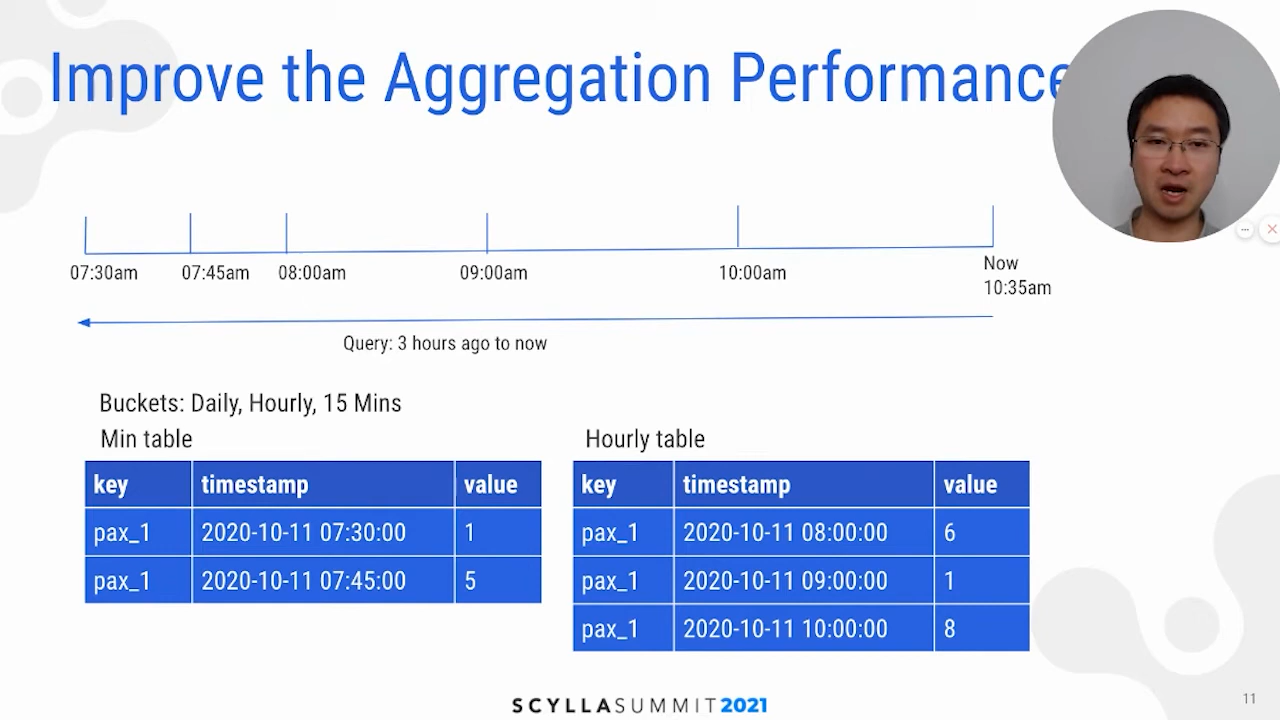 Improve the Aggregation Performance
07:30am 07:45am 08:00am 09:00am 10:00am Now
10:35am
Query: 3 hours ago to now
Buckets: Daily, Hourly, 15 Mins
Min table
key timestamp value
pax_1 2020-10-11 07:30:00 1
pax_1 2020-10-11 07:45:00 5
Hourly table
key timestamp value
pax_1 2020-10-11 08:00:00 6
pax_1 2020-10-11 09:00:00 1
pax_1 2020-10-11 10:00:00 8
SCYLLASUMMIT2021
11